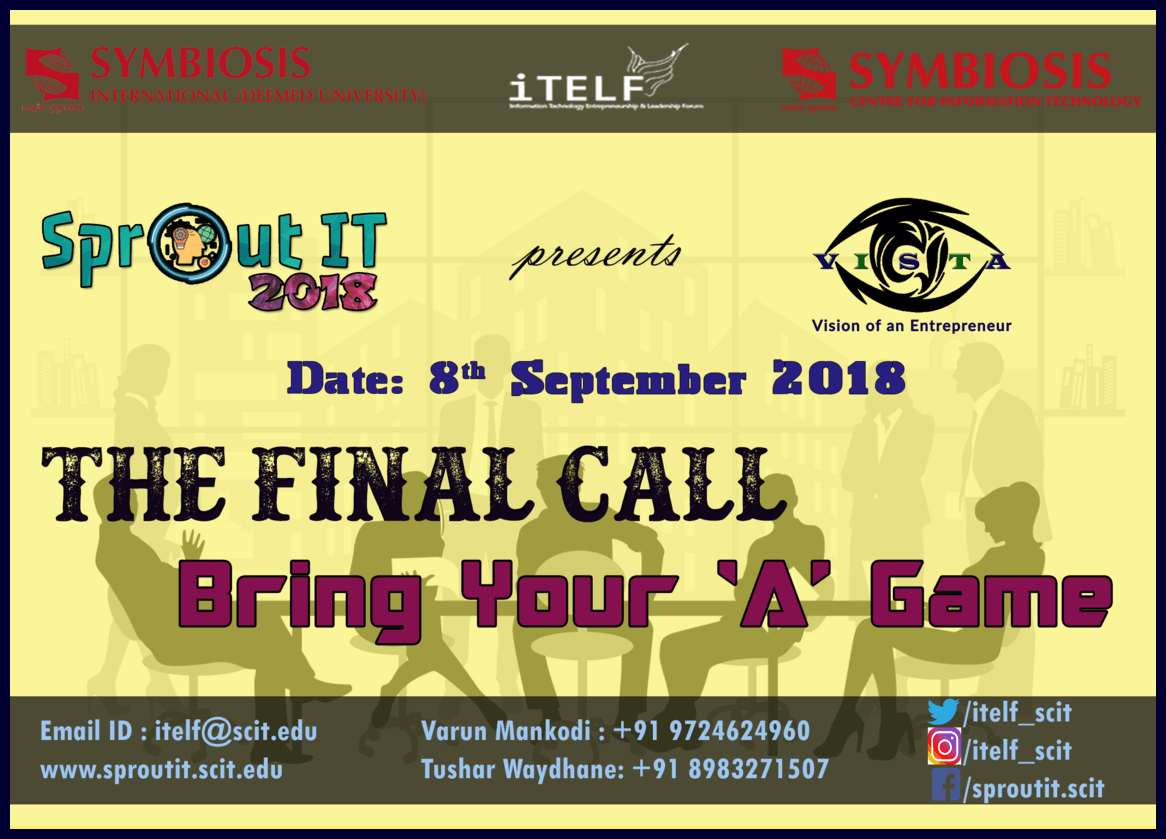 SYMBIOSIS
INTERNATIONAL (DEEMED UNIVERSITY)
iTELF
Information Technology Entrepreneurship & Leadership Forum
SYMBIOSIS
CENTRE FOR INFORMATION TECHNOLOGY
Sprout IT
2018
presents
VISTA
Vision of an Entrepreneur
Date: 8th September 2018
THE FINAL CALL
Bring Your ‘A’ Game
Email ID : itelf@scit.edu
www.sproutit.scit.edu
Varun Mankodi : +91 9724624960
Tushar Waydhane: +91 8983271507
/itelf_scit
/itelf_scit
/sproutit.scit